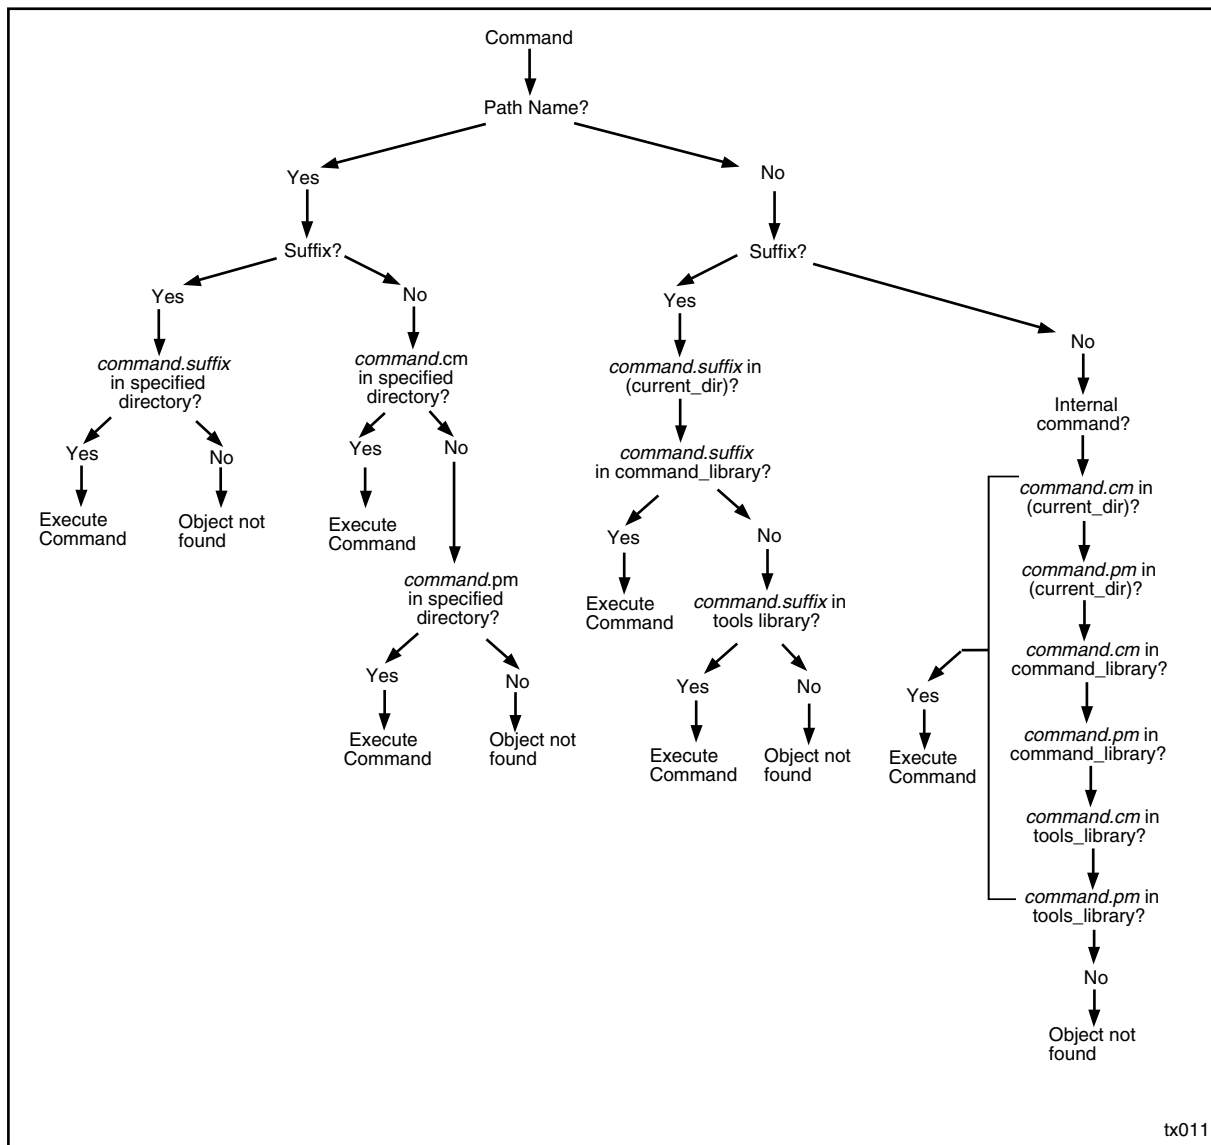 Command
Path Name?
Yes
No
Suffix?
Suffix?
Yes
No
Yes
No
command.suffix
in specified
directory?
command.cm
in specified
directory?
command.suffix in
(current_dir)?
Internal
command?
Yes
No
Yes
No
command.suffix
in command_library?
command.cm in
(current_dir)?
Execute
Command
Object not
found
Execute
Command
Yes
No
command.pm in
(current_dir)?
command.pm
in specified
directory?
Execute
Command
command.suffix in
tools library?
command.cm in
command_library?
Yes
No
Yes
No
Yes
Execute
Command
Object not
found
Execute
Command
Object not
found
Execute
Command
command.pm in
command_library?
command.cm in
tools_library?
command.pm in
tools_library?
No
Object not
found
tx011